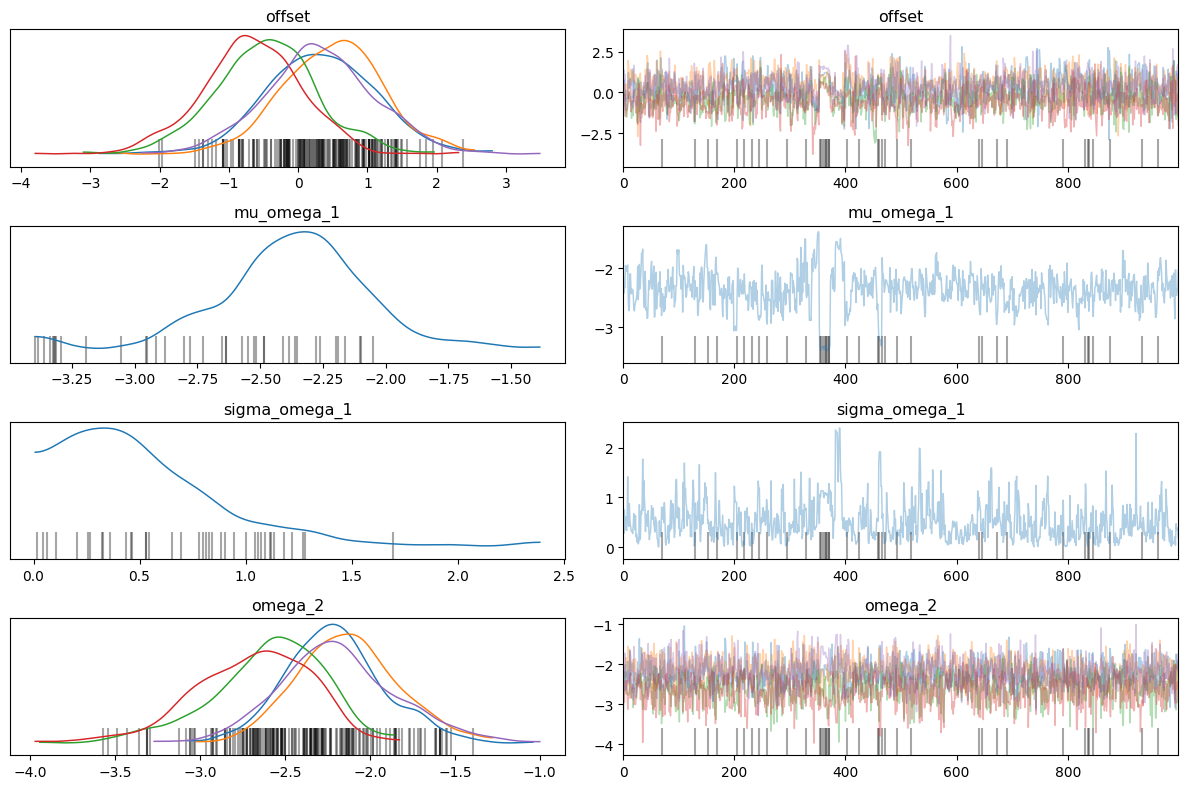 offset offset
−4 −3 −2 −1 0 1 2 3
2.5
0.0
−2.5
0 200 400 600 800
mu_omega_1 mu_omega_1
−3.25 −3.00 −2.75 −2.50 −2.25 −2.00 −1.75 −1.50
−2
−3
0 200 400 600 800
sigma_omega_1 sigma_omega_1
0.0 0.5 1.0 1.5 2.0 2.5
2
1
0
0 200 400 600 800
omega_2 omega_2
−4.0 −3.5 −3.0 −2.5 −2.0 −1.5 −1.0
−1
−2
−3
−4
0 200 400 600 800